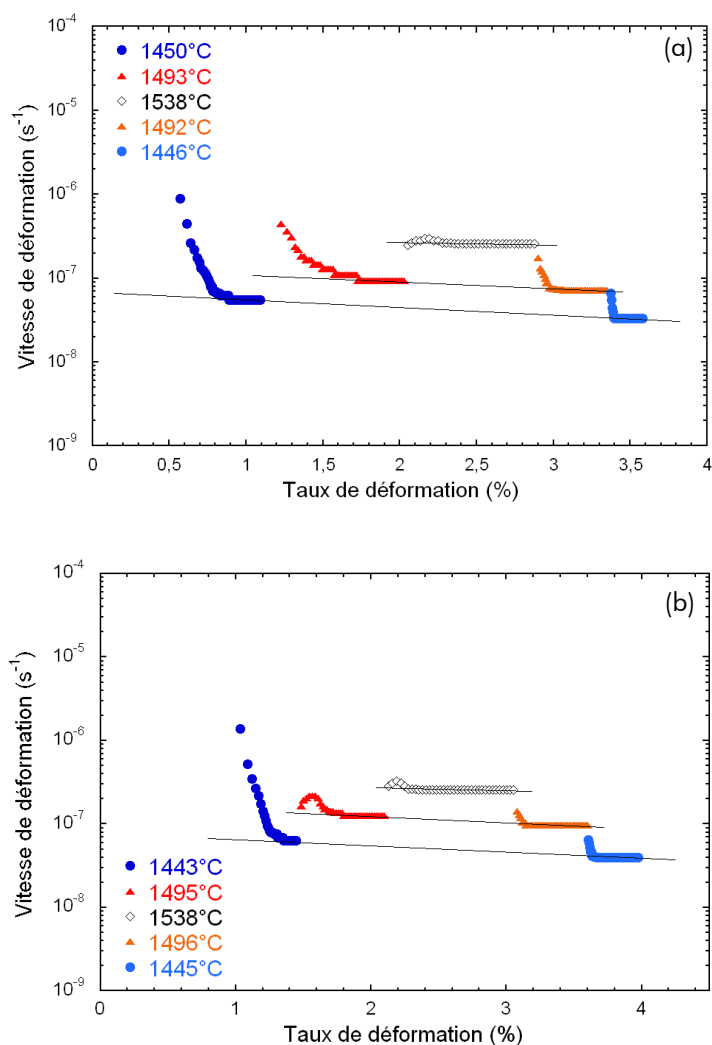 (a)
1450°C
1493°C
1538°C
1492°C
1446°C
10⁻⁴
10⁻⁵
10⁻⁶
10⁻⁷
10⁻⁸
10⁻⁹
Vitesse de déformation (s⁻¹)
0 0,5 1 1,5 2 2,5 3 3,5 4
Taux de déformation (%)
(b)
10⁻⁴
10⁻⁵
10⁻⁶
10⁻⁷
10⁻⁸
10⁻⁹
Vitesse de déformation (s⁻¹)
1443°C
1495°C
1538°C
1496°C
1445°C
0 1 2 3 4
Taux de déformation (%)